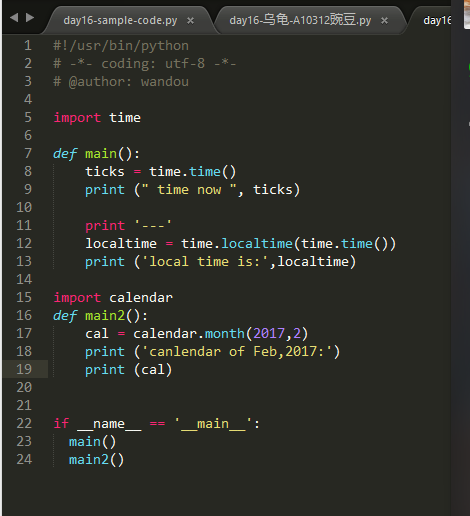 day16-sample-code.py × day16-乌龟-A10312豌豆.py × day16
1 #!/usr/bin/python
2 # -*- coding: utf-8 -*-
3 # @author: wandou
4
5 import time
6
7 def main():
8 ticks = time.time()
9 print (" time now ", ticks)
10
11 print '---'
12 localtime = time.localtime(time.time())
13 print ('local time is:',localtime)
14
15 import calendar
16 def main2():
17 cal = calendar.month(2017,2)
18 print ('canlendar of Feb,2017:')
19 print (cal)
20
21
22 if __name__ == '__main__':
23 main()
24 main2()